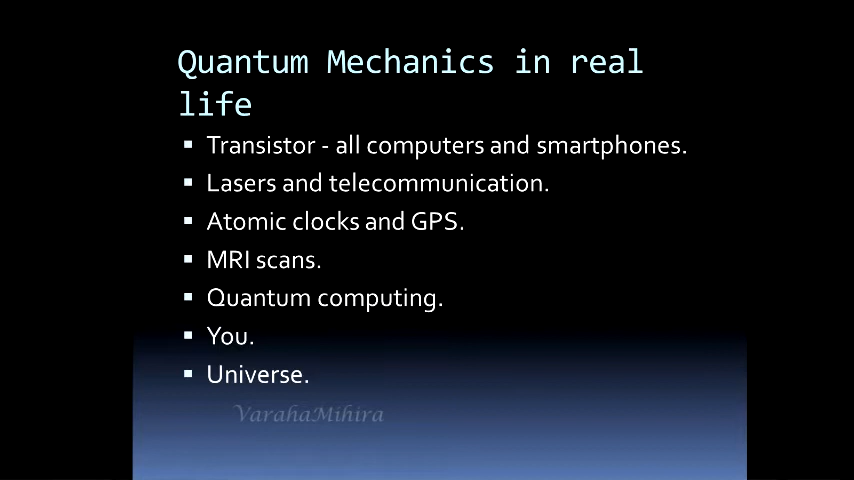 Quantum Mechanics in real
life
▪ Transistor - all computers and smartphones.
▪ Lasers and telecommunication.
▪ Atomic clocks and GPS.
▪ MRI scans.
▪ Quantum computing.
▪ You.
▪ Universe.
VarahaMihira